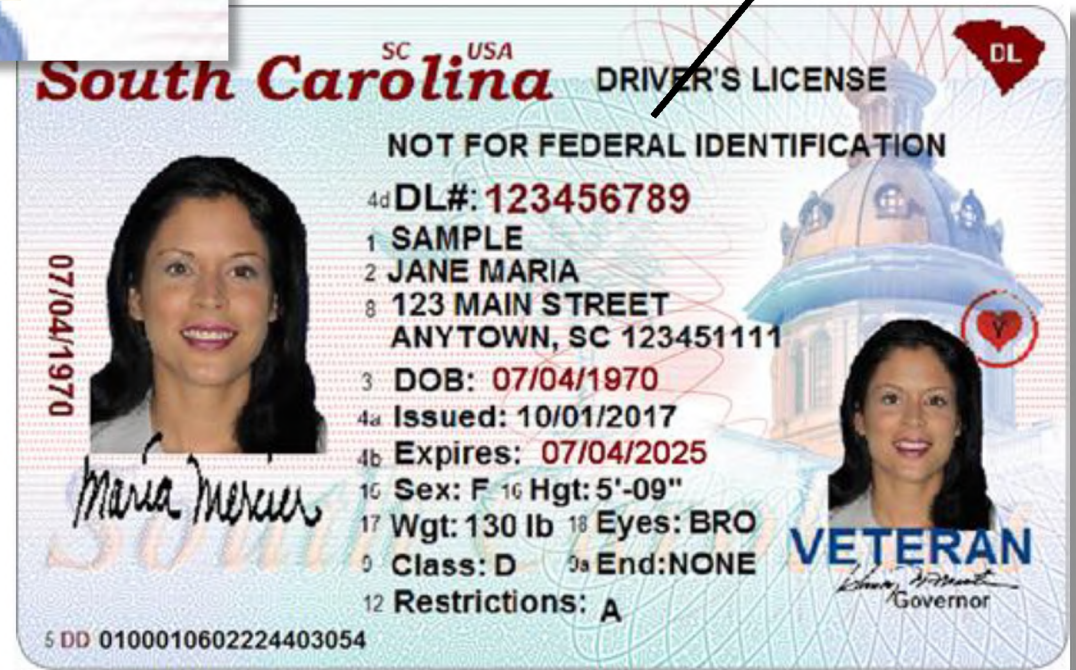 SC USA
South Carolina DRIVER'S LICENSE DL
NOT FOR FEDERAL IDENTIFICATION
4d DL#: 123456789
1 SAMPLE
2 JANE MARIA
8 123 MAIN STREET
ANYTOWN, SC 123451111
07/04/1970
Y
3 DOB: 07/04/1970
4a Issued: 10/01/2017
4b Expires: 07/04/2025
Maria Mercier
15 Sex: F 16 Hgt: 5'-09"
17 Wgt: 130 lb 18 Eyes: BRO
VETERAN
9 Class: D 9a End:NONE
Governor
12 Restrictions: A
5 DD 0100010602224403054
South